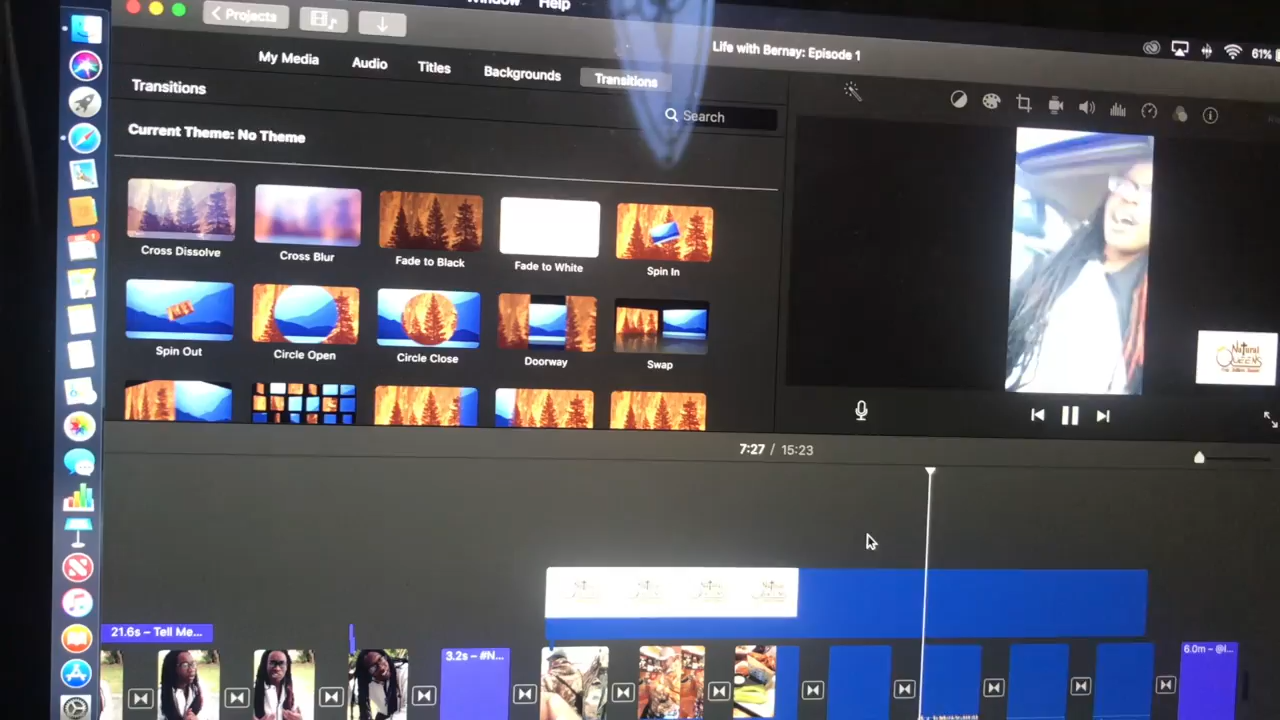 Window Help
Projects
Life with Bernay: Episode 1
61%
My Media Audio Titles Backgrounds Transitions
Transitions
Search
Current Theme: No Theme
Cross Dissolve Cross Blur Fade to Black Fade to White Spin In
Spin Out Circle Open Circle Close Doorway Swap
Natural
Queens
7:27 / 15:23
21.6s – Tell Me...
3.2s – #N...
6.0m – @I...